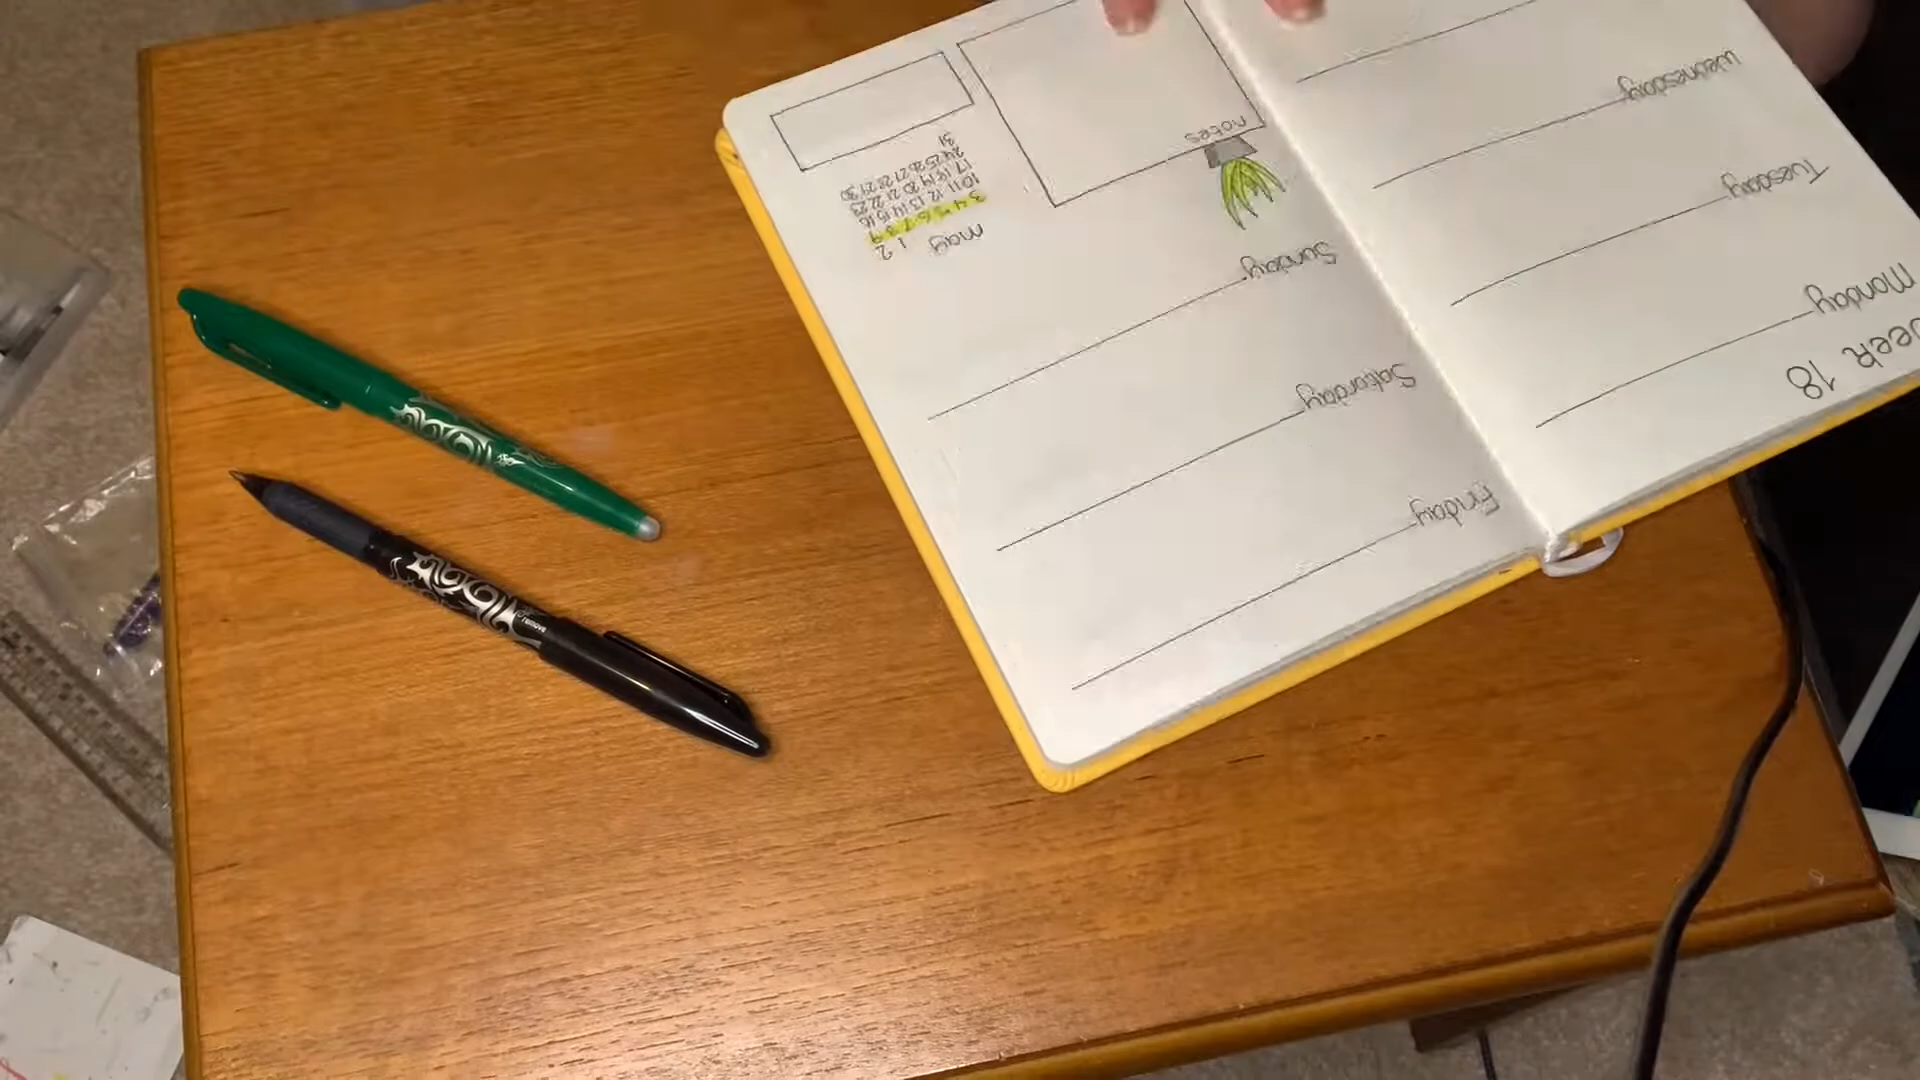 Week 18
Monday
Tuesday
Wednesday
Friday
Saturday
Sunday
may 1 2
3 4 5 6 7 8 9
10 11 12 13 14 15 16
17 18 19 20 21 22 23
24 25 26 27 28 29 30
31
notes
remove